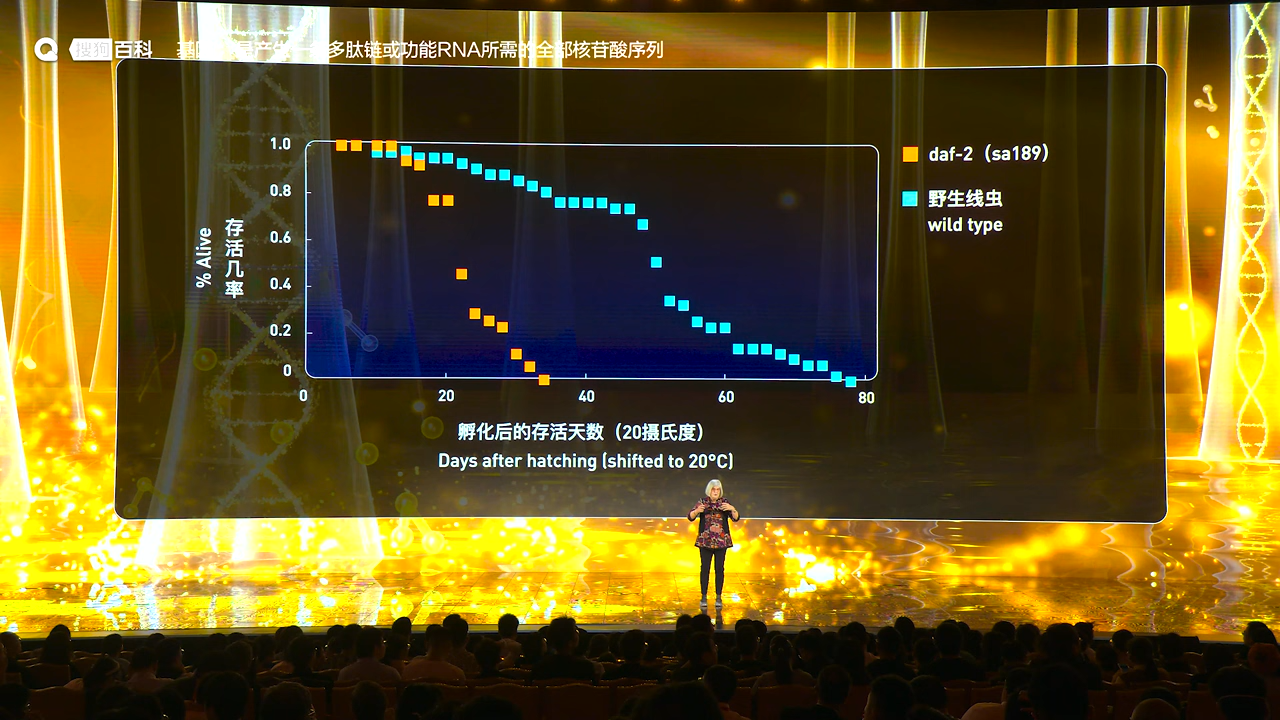 搜狗百科
多肽链或功能RNA所需的全部核苷酸序列
1.0
0.8
0.6
0.4
0.2
0
% Alive
存活几率
0
20
40
60
80
孵化后的存活天数（20摄氏度）
Days after hatching (shifted to 20°C)
daf-2（sa189）
野生线虫
wild type